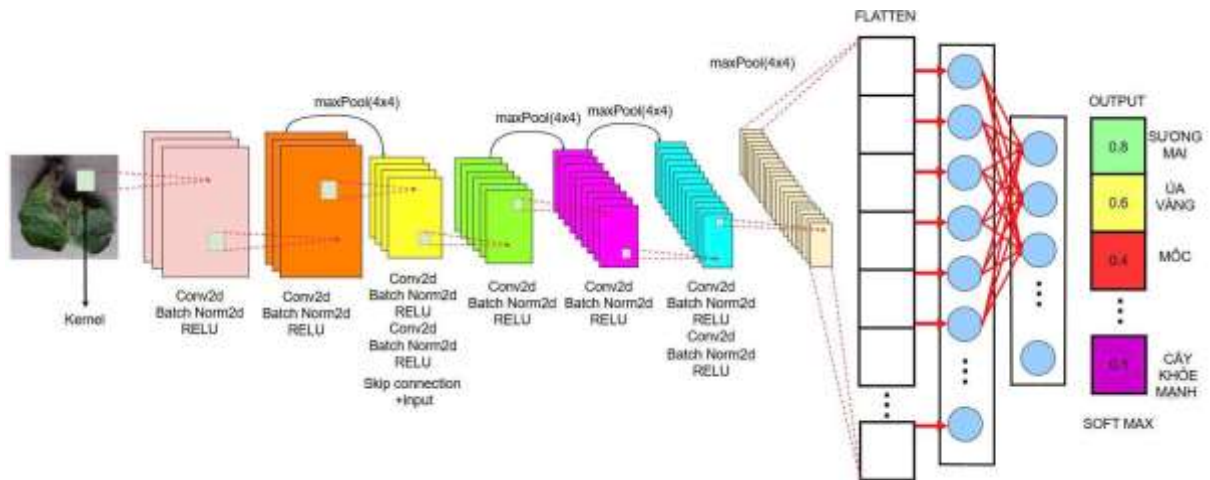 FLATTEN
maxPool(4x4)
maxPool(4x4)
maxPool(4x4)
maxPool(4x4)
Kernel
Conv2d
Batch Norm2d
RELU
Conv2d
Batch Norm2d
RELU
Conv2d
Batch Norm2d
RELU
Conv2d
Batch Norm2d
RELU
Skip connection
+input
Conv2d
Batch Norm2d
RELU
Conv2d
Batch Norm2d
RELU
Conv2d
Batch Norm2d
RELU
Conv2d
Batch Norm2d
RELU
OUTPUT
0.8
SƯƠNG
MAI
0.6
ÚA
VÀNG
0.4
MỐC
0.1
CÂY
KHỎE
MẠNH
SOFT MAX